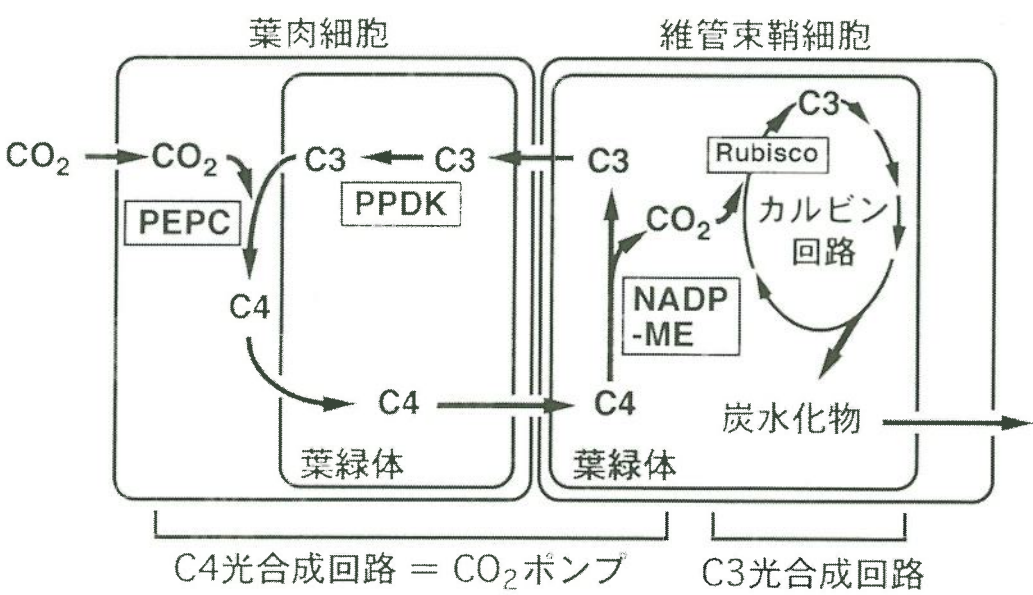 葉肉細胞
維管束鞘細胞
CO₂
CO₂
C3
C3
C3
C3
PEPC
PPDK
Rubisco
CO₂
カルビン
回路
C4
NADP
-ME
C4
C4
炭水化物
葉緑体
葉緑体
C4光合成回路 = CO₂ポンプ
C3光合成回路